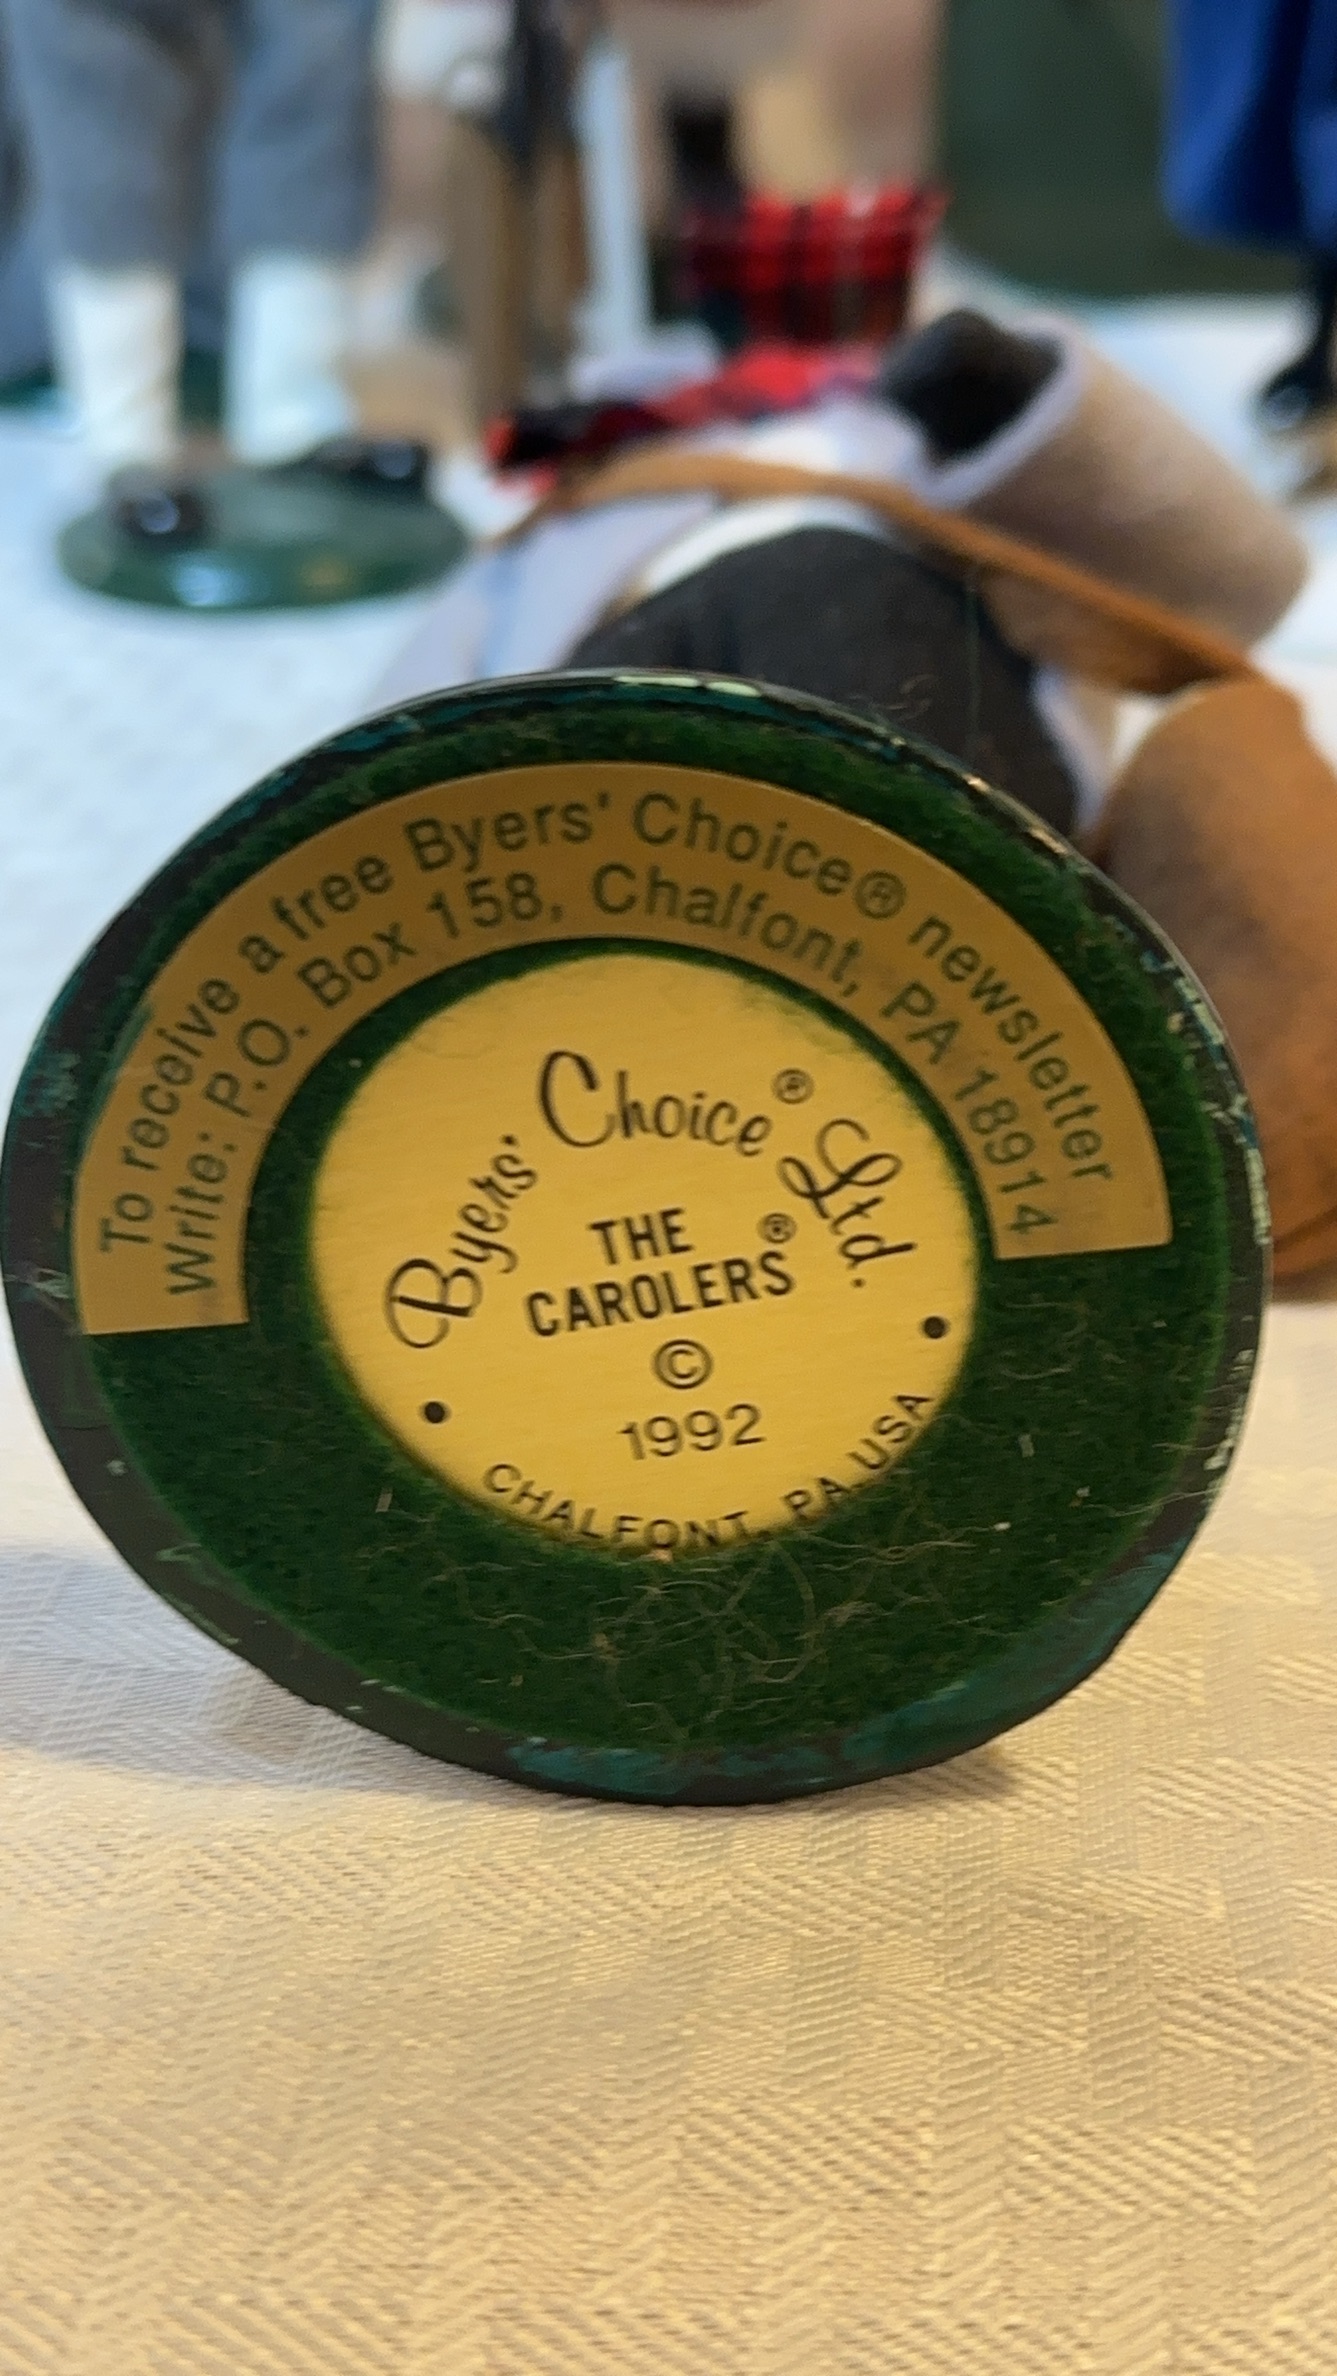 To receive a free Byers' Choice® newsletter
Write: P.O. Box 158, Chalfont, PA 18914
Byers' Choice® Ltd.
THE
CAROLERS®
©
1992
• CHALFONT, PA USA •